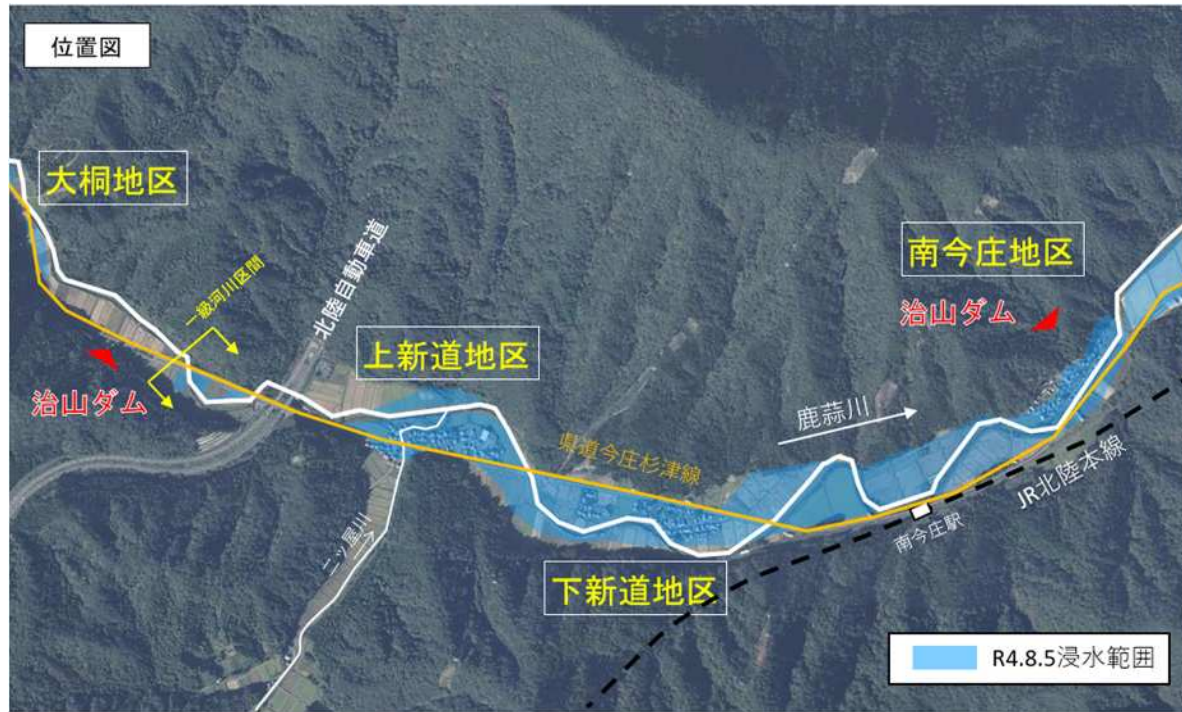 位置図
大桐地区
一級河川区間
北陸自動車道
南今庄地区
治山ダム
上新道地区
治山ダム
鹿蒜川
県道今庄杉津線
JR北陸本線
南今庄駅
二ツ屋川
下新道地区
R4.8.5浸水範囲